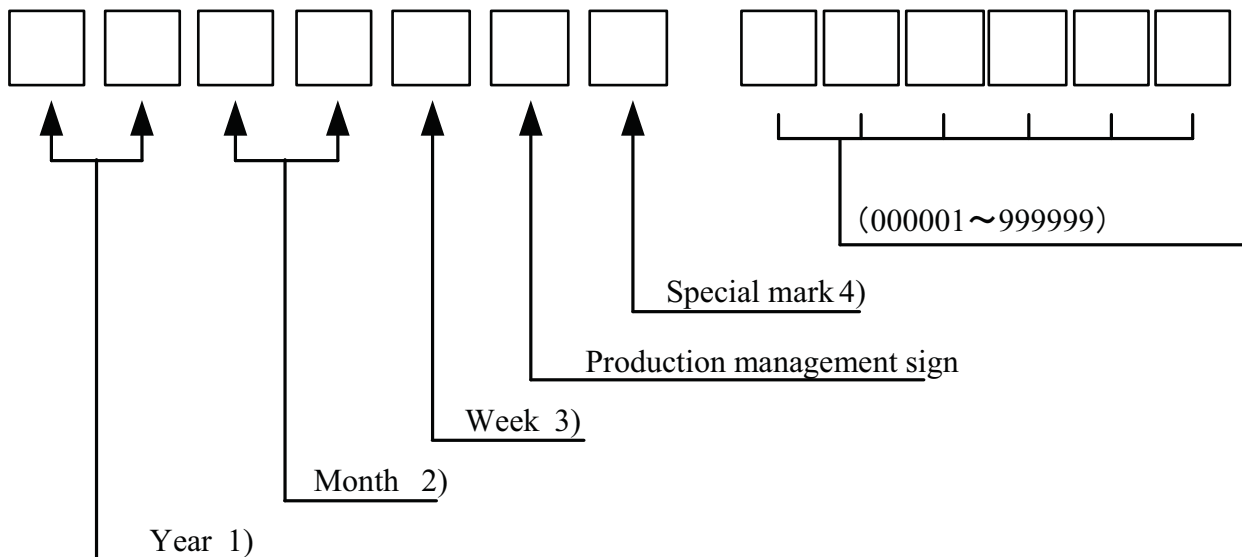 （000001～999999）
Special mark 4)
Production management sign
Week 3)
Month 2)
Year 1)